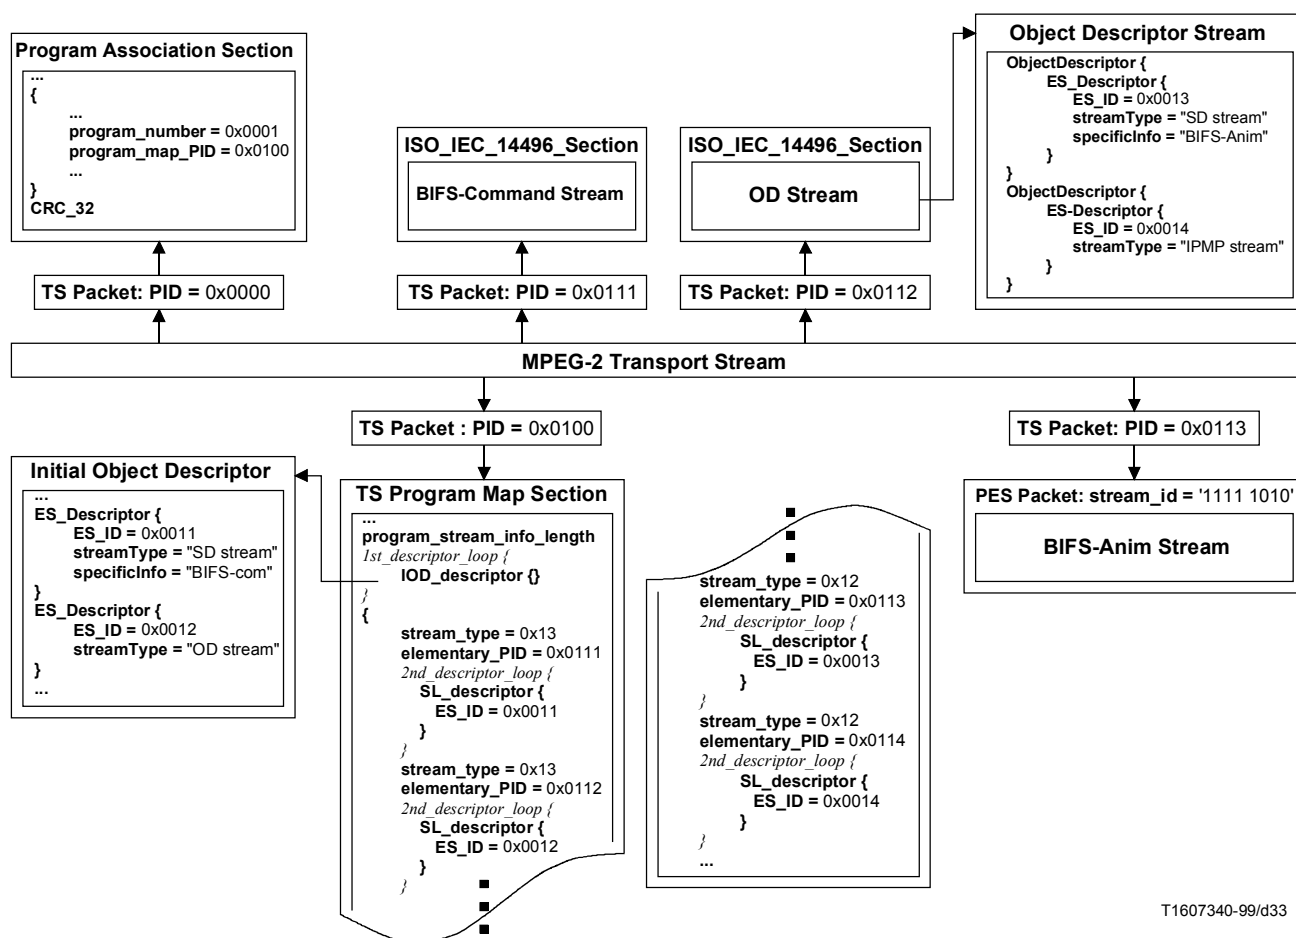 Program Association Section
...
{
...
program_number = 0x0001
program_map_PID = 0x0100
...
}
CRC_32
TS Packet: PID = 0x0000
ISO_IEC_14496_Section
BIFS-Command Stream
TS Packet: PID = 0x0111
ISO_IEC_14496_Section
OD Stream
TS Packet: PID = 0x0112
Object Descriptor Stream
ObjectDescriptor {
ES_Descriptor {
ES_ID = 0x0013
streamType = "SD stream"
specificInfo = "BIFS-Anim"
}
}
ObjectDescriptor {
ES-Descriptor {
ES_ID = 0x0014
streamType = "IPMP stream"
}
}
MPEG-2 Transport Stream
TS Packet : PID = 0x0100
TS Packet: PID = 0x0113
Initial Object Descriptor
...
ES_Descriptor {
ES_ID = 0x0011
streamType = "SD stream"
specificInfo = "BIFS-com"
}
ES_Descriptor {
ES_ID = 0x0012
streamType = "OD stream"
}
...
TS Program Map Section
...
program_stream_info_length
1st_descriptor_loop {
IOD_descriptor {}
}
{
stream_type = 0x13
elementary_PID = 0x0111
2nd_descriptor_loop {
SL_descriptor {
ES_ID = 0x0011
}
}
stream_type = 0x13
elementary_PID = 0x0112
2nd_descriptor_loop {
SL_descriptor {
ES_ID = 0x0012
}
}
stream_type = 0x12
elementary_PID = 0x0113
2nd_descriptor_loop {
SL_descriptor {
ES_ID = 0x0013
}
}
stream_type = 0x12
elementary_PID = 0x0114
2nd_descriptor_loop {
SL_descriptor {
ES_ID = 0x0014
}
}
...
PES Packet: stream_id = '1111 1010'
BIFS-Anim Stream
T1607340-99/d33